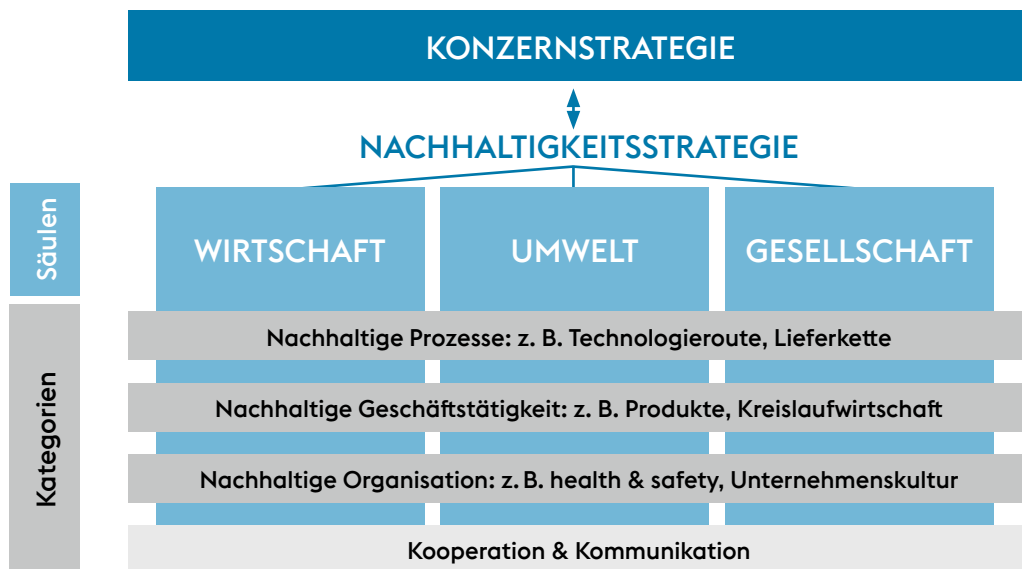 KONZERNSTRATEGIE
NACHHALTIGKEITSSTRATEGIE
Säulen
WIRTSCHAFT
UMWELT
GESELLSCHAFT
Kategorien
Nachhaltige Prozesse: z. B. Technologieroute, Lieferkette
Nachhaltige Geschäftstätigkeit: z. B. Produkte, Kreislaufwirtschaft
Nachhaltige Organisation: z. B. health & safety, Unternehmenskultur
Kooperation & Kommunikation